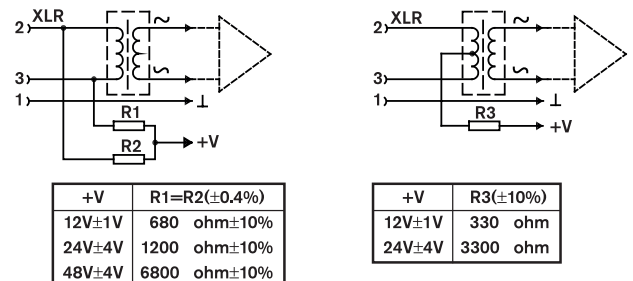 XLR
2
3
1
⊥
R1
R2
+V
+V R1=R2(±0.4%)
12V±1V 680 ohm±10%
24V±4V 1200 ohm±10%
48V±4V 6800 ohm±10%
XLR
2
3
1
⊥
R3
+V
+V R3(±10%)
12V±1V 330 ohm
24V±4V 3300 ohm